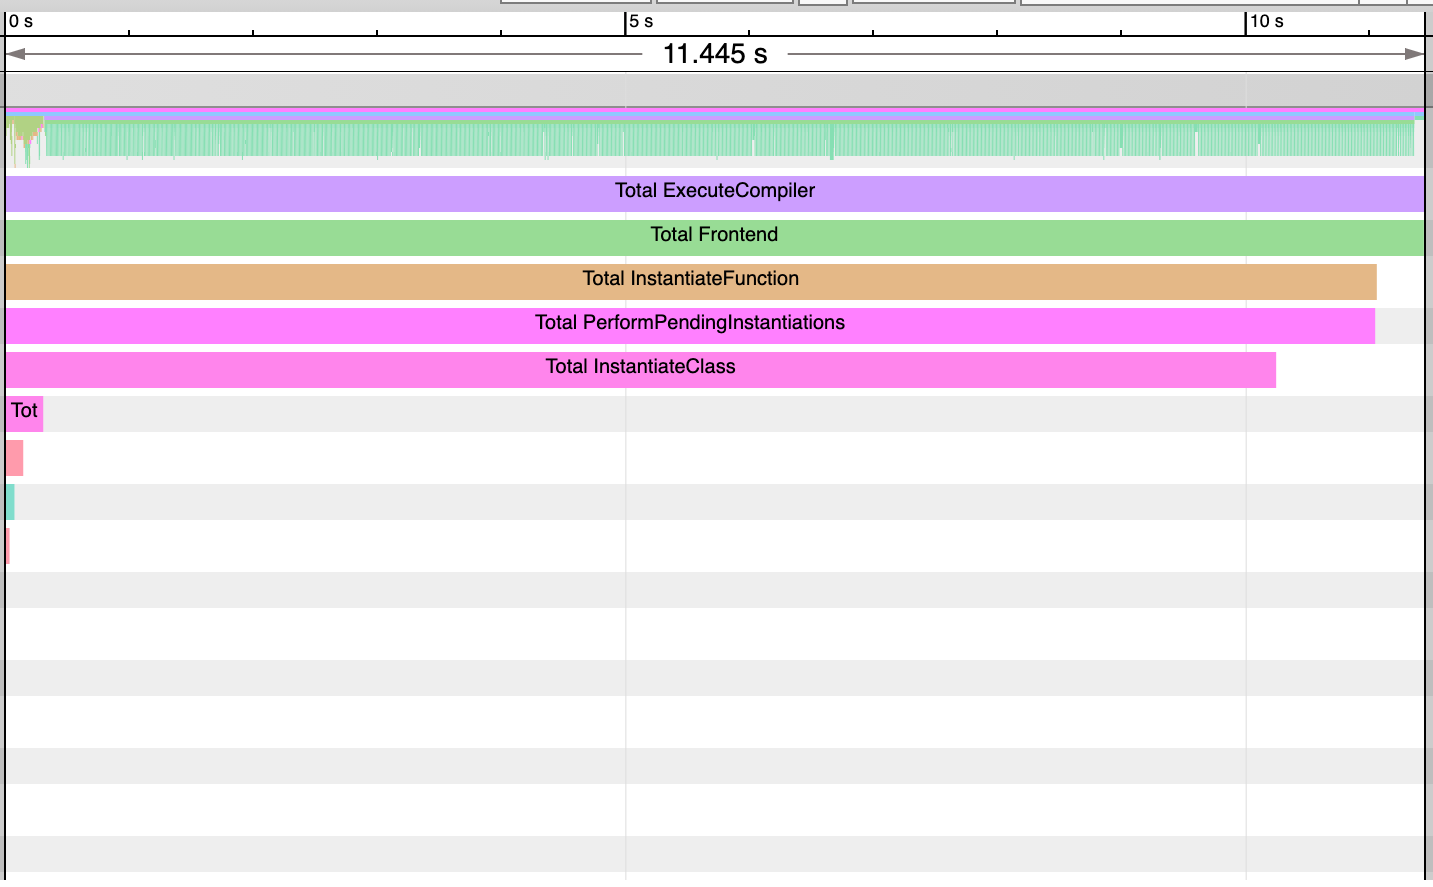 0 s 5 s 10 s
11.445 s
Total ExecuteCompiler
Total Frontend
Total InstantiateFunction
Total PerformPendingInstantiations
Total InstantiateClass
Tot